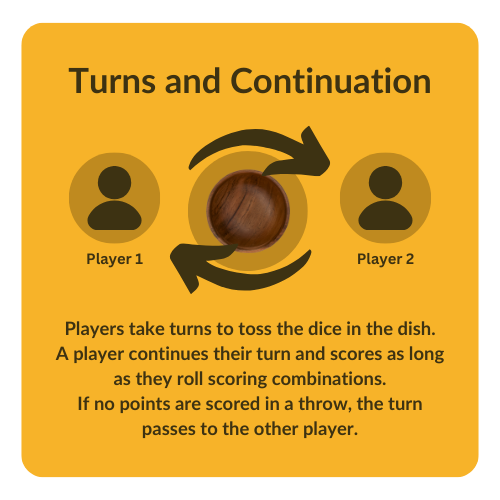 Turns and Continuation
Player 1
Player 2
Players take turns to toss the dice in the dish.
A player continues their turn and scores as long
as they roll scoring combinations.
If no points are scored in a throw, the turn
passes to the other player.